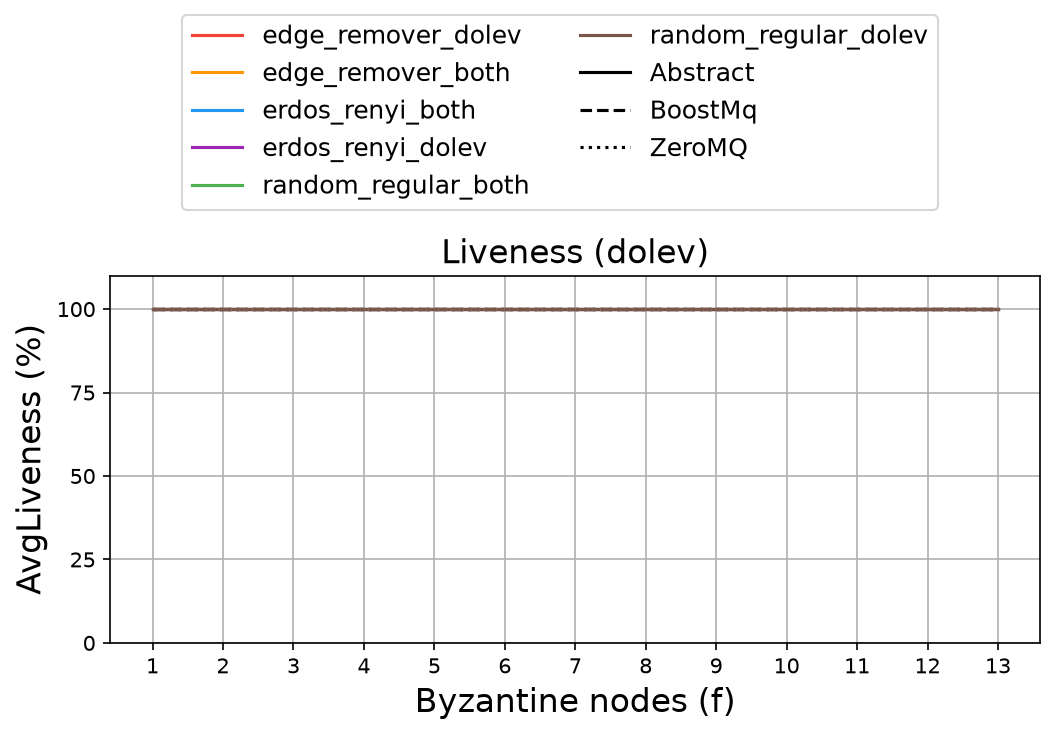 edge_remover_dolev
edge_remover_both
erdos_renyi_both
erdos_renyi_dolev
random_regular_both
random_regular_dolev
Abstract
BoostMq
ZeroMQ
Liveness (dolev)
AvgLiveness (%)
100
75
50
25
0
1 2 3 4 5 6 7 8 9 10 11 12 13
Byzantine nodes (f)